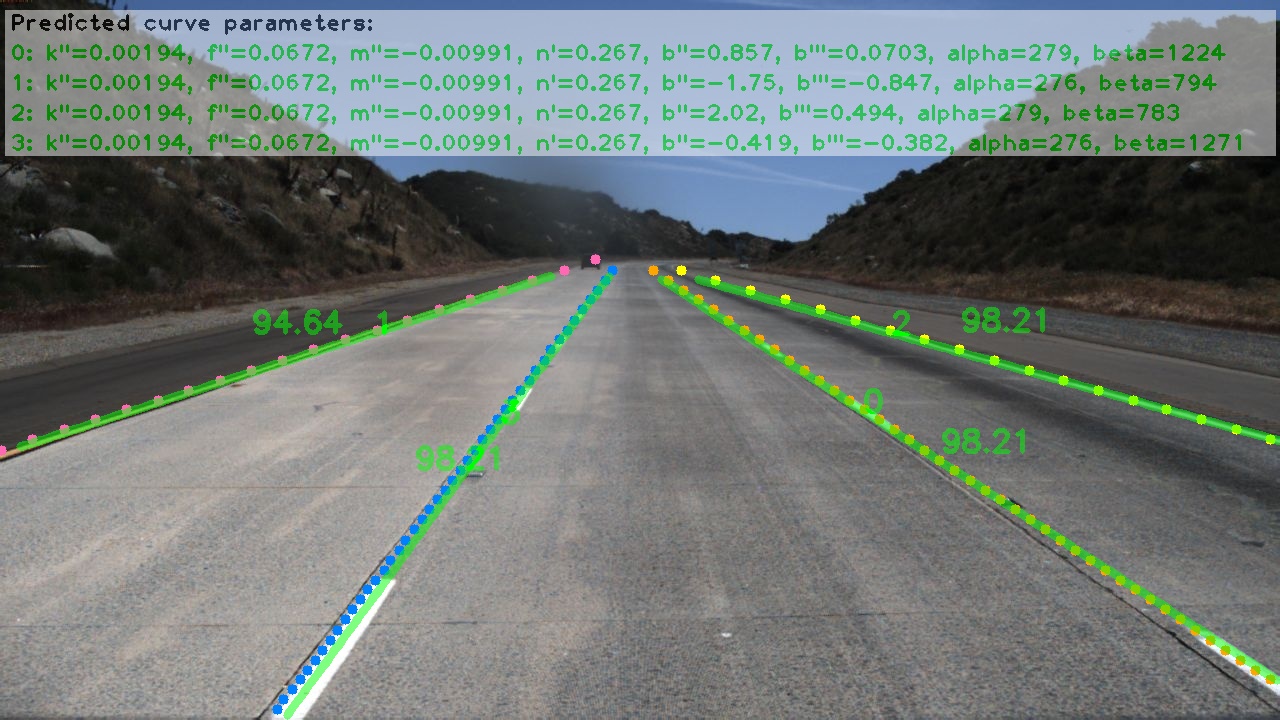 Predicted curve parameters:
0: k''=0.00194, f''=0.0672, m''=-0.00991, n'=0.267, b''=0.857, b'''=0.0703, alpha=279, beta=1224
1: k''=0.00194, f''=0.0672, m''=-0.00991, n'=0.267, b''=-1.75, b'''=-0.847, alpha=276, beta=794
2: k''=0.00194, f''=0.0672, m''=-0.00991, n'=0.267, b''=2.02, b'''=0.494, alpha=279, beta=783
3: k''=0.00194, f''=0.0672, m''=-0.00991, n'=0.267, b''=-0.419, b'''=-0.382, alpha=276, beta=1271
94.64 1 2 98.21
0
98.21 98.21